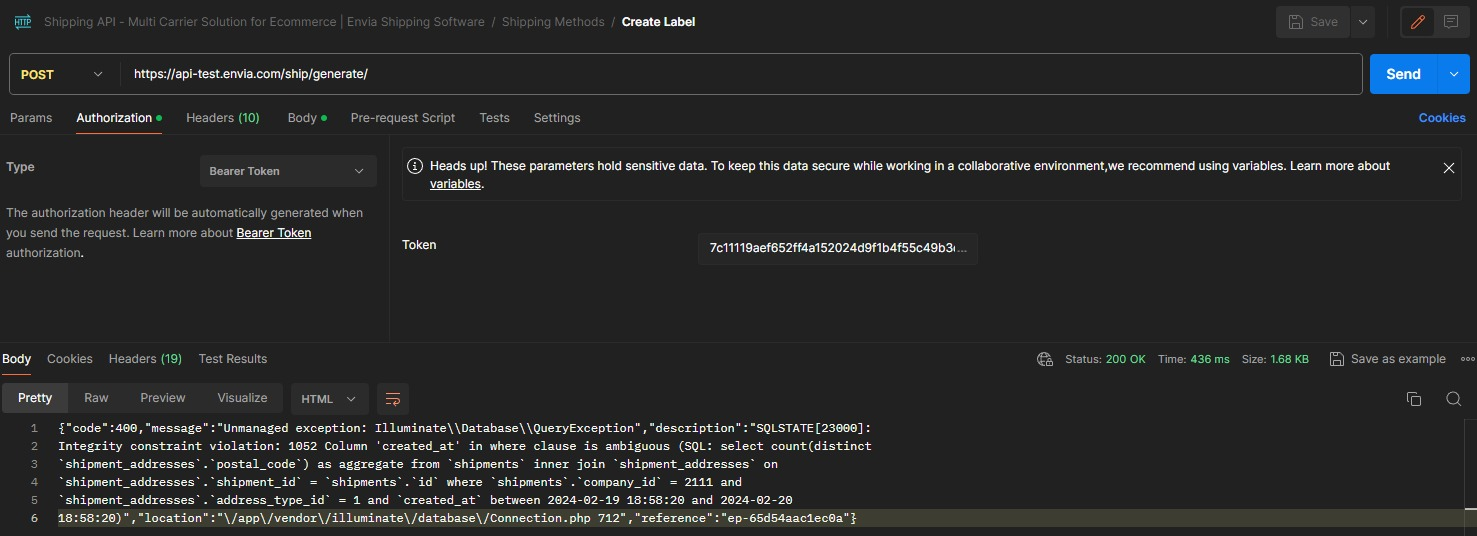 HTTP Shipping API - Multi Carrier Solution for Ecommerce | Envia Shipping Software / Shipping Methods / Create Label
Save
POST
https://api-test.envia.com/ship/generate/
Send
Params
Authorization
Headers (10)
Body
Pre-request Script
Tests
Settings
Cookies
Type
Bearer Token
The authorization header will be automatically generated when
you send the request. Learn more about Bearer Token
authorization.
Heads up! These parameters hold sensitive data. To keep this data secure while working in a collaborative environment,we recommend using variables. Learn more about
variables.
Token
7c11119aef652ff4a152024d9f1b4f55c49b3...
Body
Cookies
Headers (19)
Test Results
Status: 200 OK
Time: 436 ms
Size: 1.68 KB
Save as example
Pretty
Raw
Preview
Visualize
HTML
1 {"code":400,"message":"Unmanaged exception: Illuminate\\Database\\QueryException","description":"SQLSTATE[23000]:
2 Integrity constraint violation: 1052 Column 'created_at' in where clause is ambiguous (SQL: select count(distinct
3 `shipment_addresses`.`postal_code`) as aggregate from `shipments` inner join `shipment_addresses` on
4 `shipment_addresses`.`shipment_id` = `shipments`.`id` where `shipments`.`company_id` = 2111 and
5 `shipment_addresses`.`address_type_id` = 1 and `created_at` between 2024-02-19 18:58:20 and 2024-02-20
6 18:58:20)","location":"\/app\/vendor\/illuminate\/database\/Connection.php 712","reference":"ep-65d54aac1ec0a"}